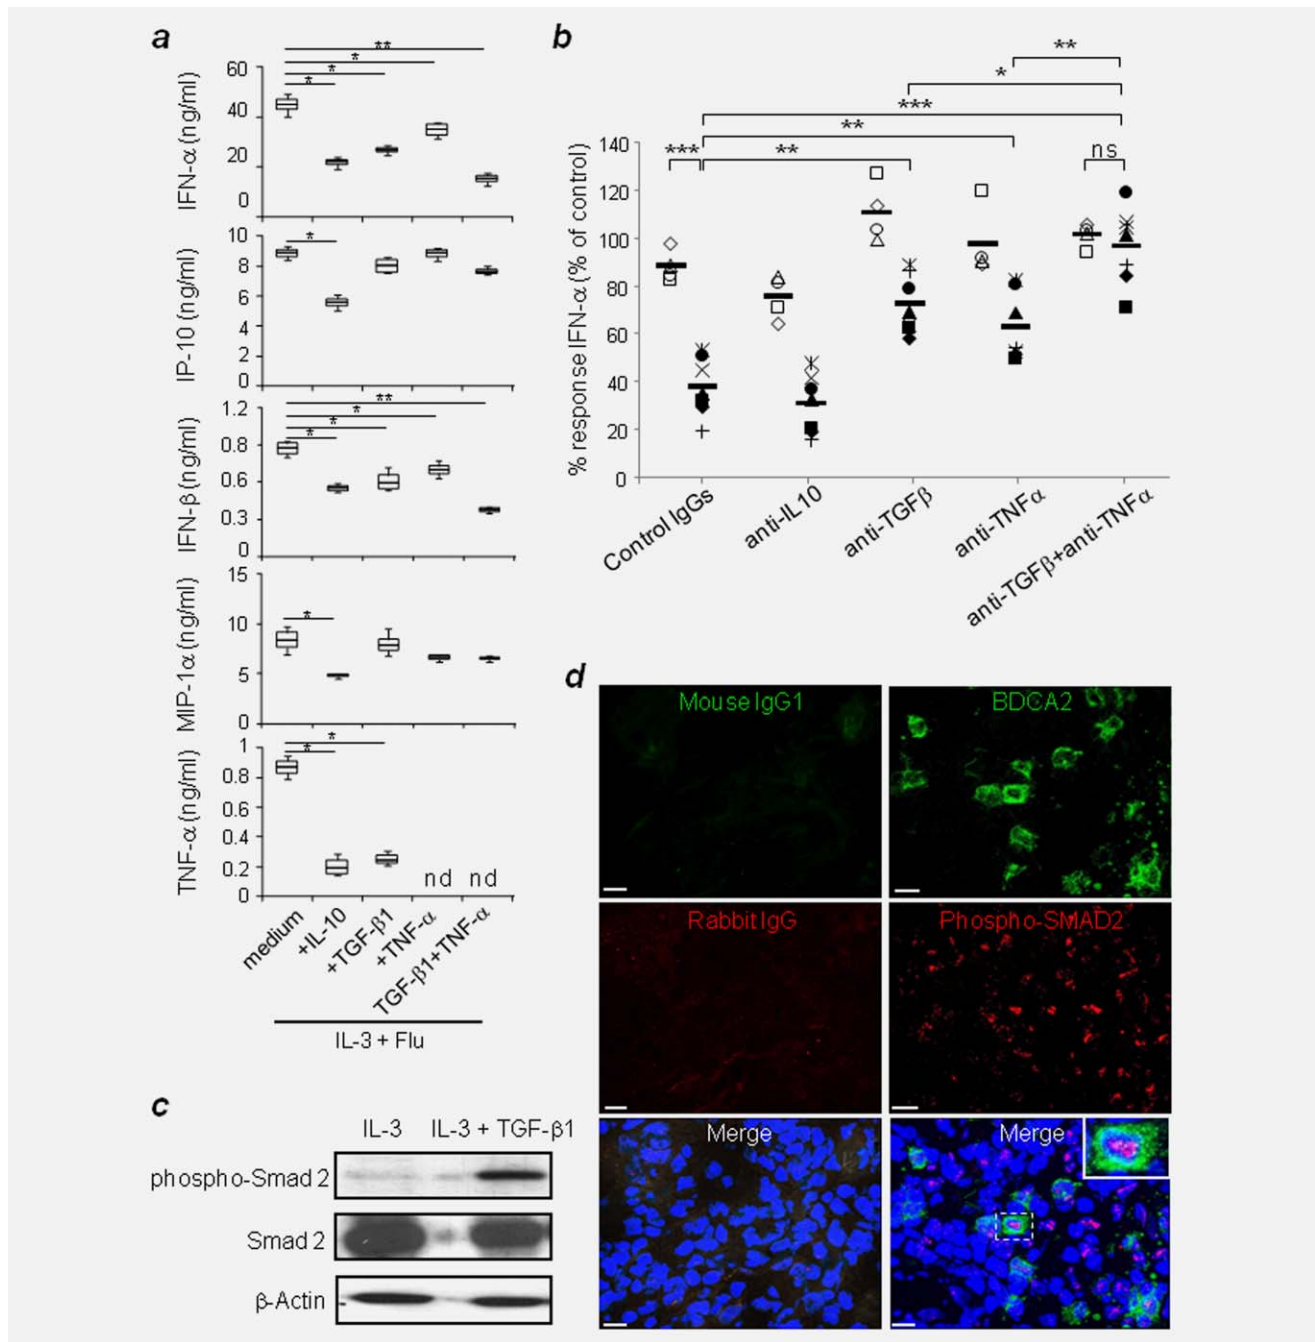 a
IFN-α (ng/ml)
60
40
20
0
**
*
*
*
IP-10 (ng/ml)
10
8
6
4
2
0
*
IFN-β (ng/ml)
1.2
0.8
0.6
0.3
0
**
*
*
*
MIP-1α (ng/ml)
15
10
5
0
*
TNF-α (ng/ml)
1
0.8
0.6
0.4
0.2
0
*
*
nd nd
medium
+IL-10
+TGF-β1
+TNF-α
TGF-β1+TNF-α
IL-3 + Flu
b
% response IFN-α (% of control)
140
120
100
80
60
40
20
0
**
*
***
**
*** ** ns
Control IgGs
anti-IL10
anti-TGFβ
anti-TNFα
anti-TGFβ+anti-TNFα
c
IL-3 IL-3 + TGF-β1
phospho-Smad 2
Smad 2
β-Actin
d
Mouse IgG1 BDCA2
Rabbit IgG Phospho-SMAD2
Merge Merge